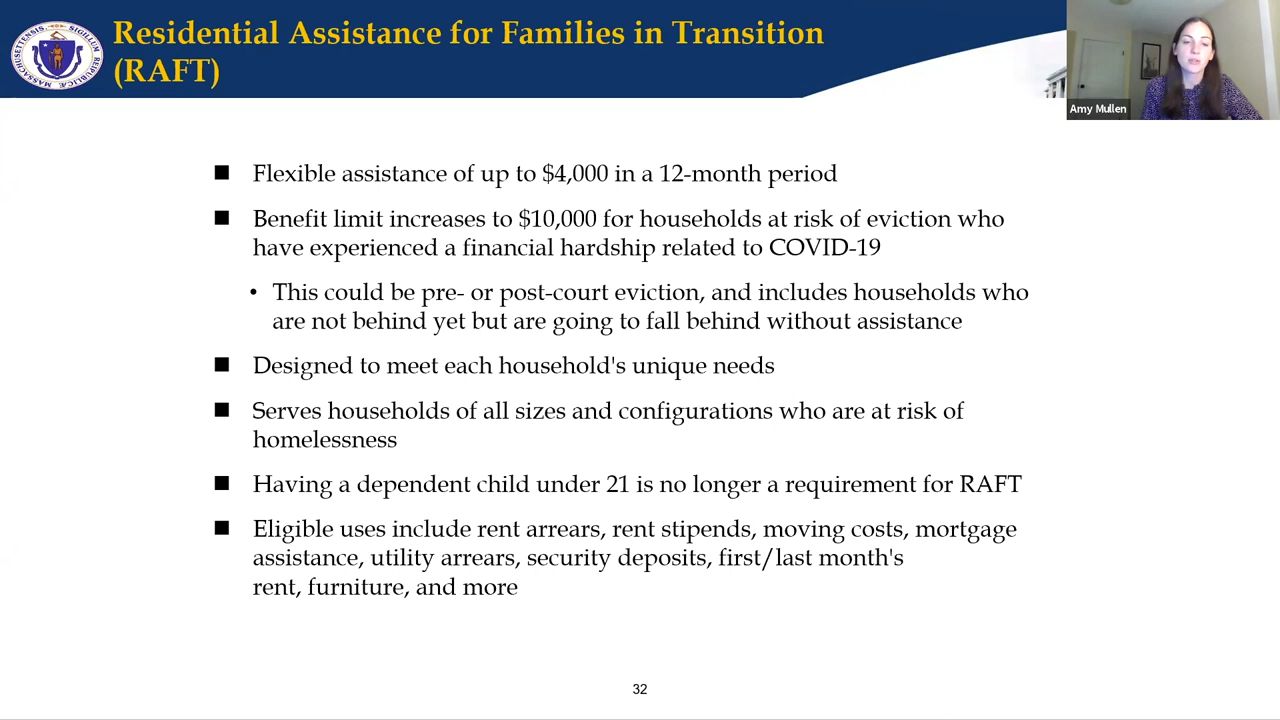 Residential Assistance for Families in Transition
(RAFT)
Amy Mullen
■ Flexible assistance of up to $4,000 in a 12-month period
■ Benefit limit increases to $10,000 for households at risk of eviction who
have experienced a financial hardship related to COVID-19
• This could be pre- or post-court eviction, and includes households who
are not behind yet but are going to fall behind without assistance
■ Designed to meet each household's unique needs
■ Serves households of all sizes and configurations who are at risk of
homelessness
■ Having a dependent child under 21 is no longer a requirement for RAFT
■ Eligible uses include rent arrears, rent stipends, moving costs, mortgage
assistance, utility arrears, security deposits, first/last month's
rent, furniture, and more
32